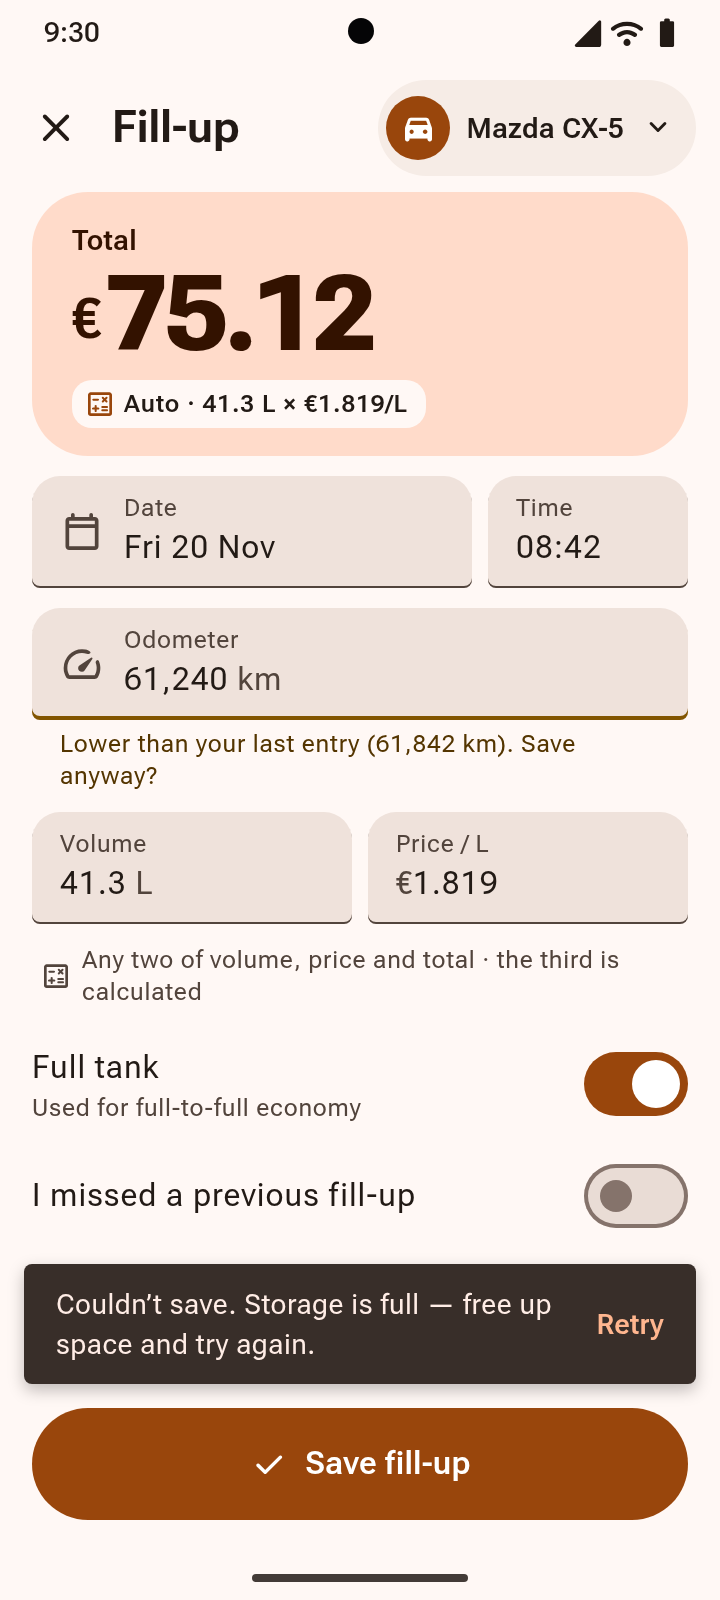 9:30
Fill-up
Mazda CX-5
Total
€75.12
Auto · 41.3 L × €1.819/L
Date
Fri 20 Nov
Time
08:42
Odometer
61,240 km
Lower than your last entry (61,842 km). Save
anyway?
Volume
41.3 L
Price / L
€1.819
Any two of volume, price and total · the third is
calculated
Full tank
Used for full-to-full economy
I missed a previous fill-up
Couldn’t save. Storage is full — free up
space and try again.
Retry
Save fill-up